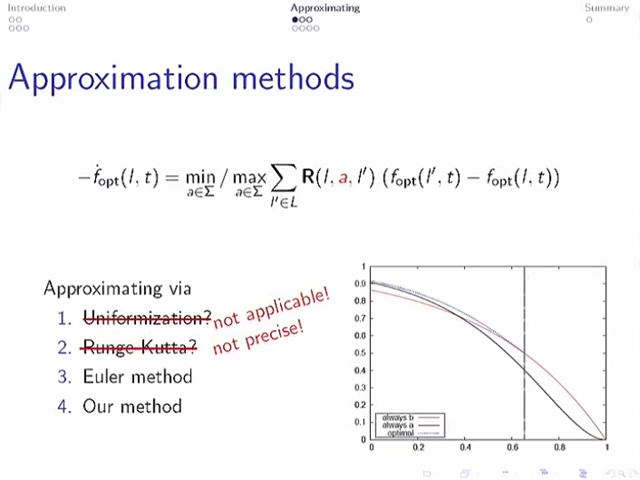 Introduction Approximating Summary
Approximation methods
−ḟopt(l, t) = min a∈Σ / max a∈Σ ∑ l′∈L R(l, a, l′) (fopt(l′, t) − fopt(l, t))
Approximating via
1. Uniformization? not applicable!
2. Runge-Kutta? not precise!
3. Euler method
4. Our method
1
0.9
0.8
0.7
0.6
0.5
0.4
0.3
0.2
0.1
0
always b
always a
optimal
0 0.2 0.4 0.6 0.8 1